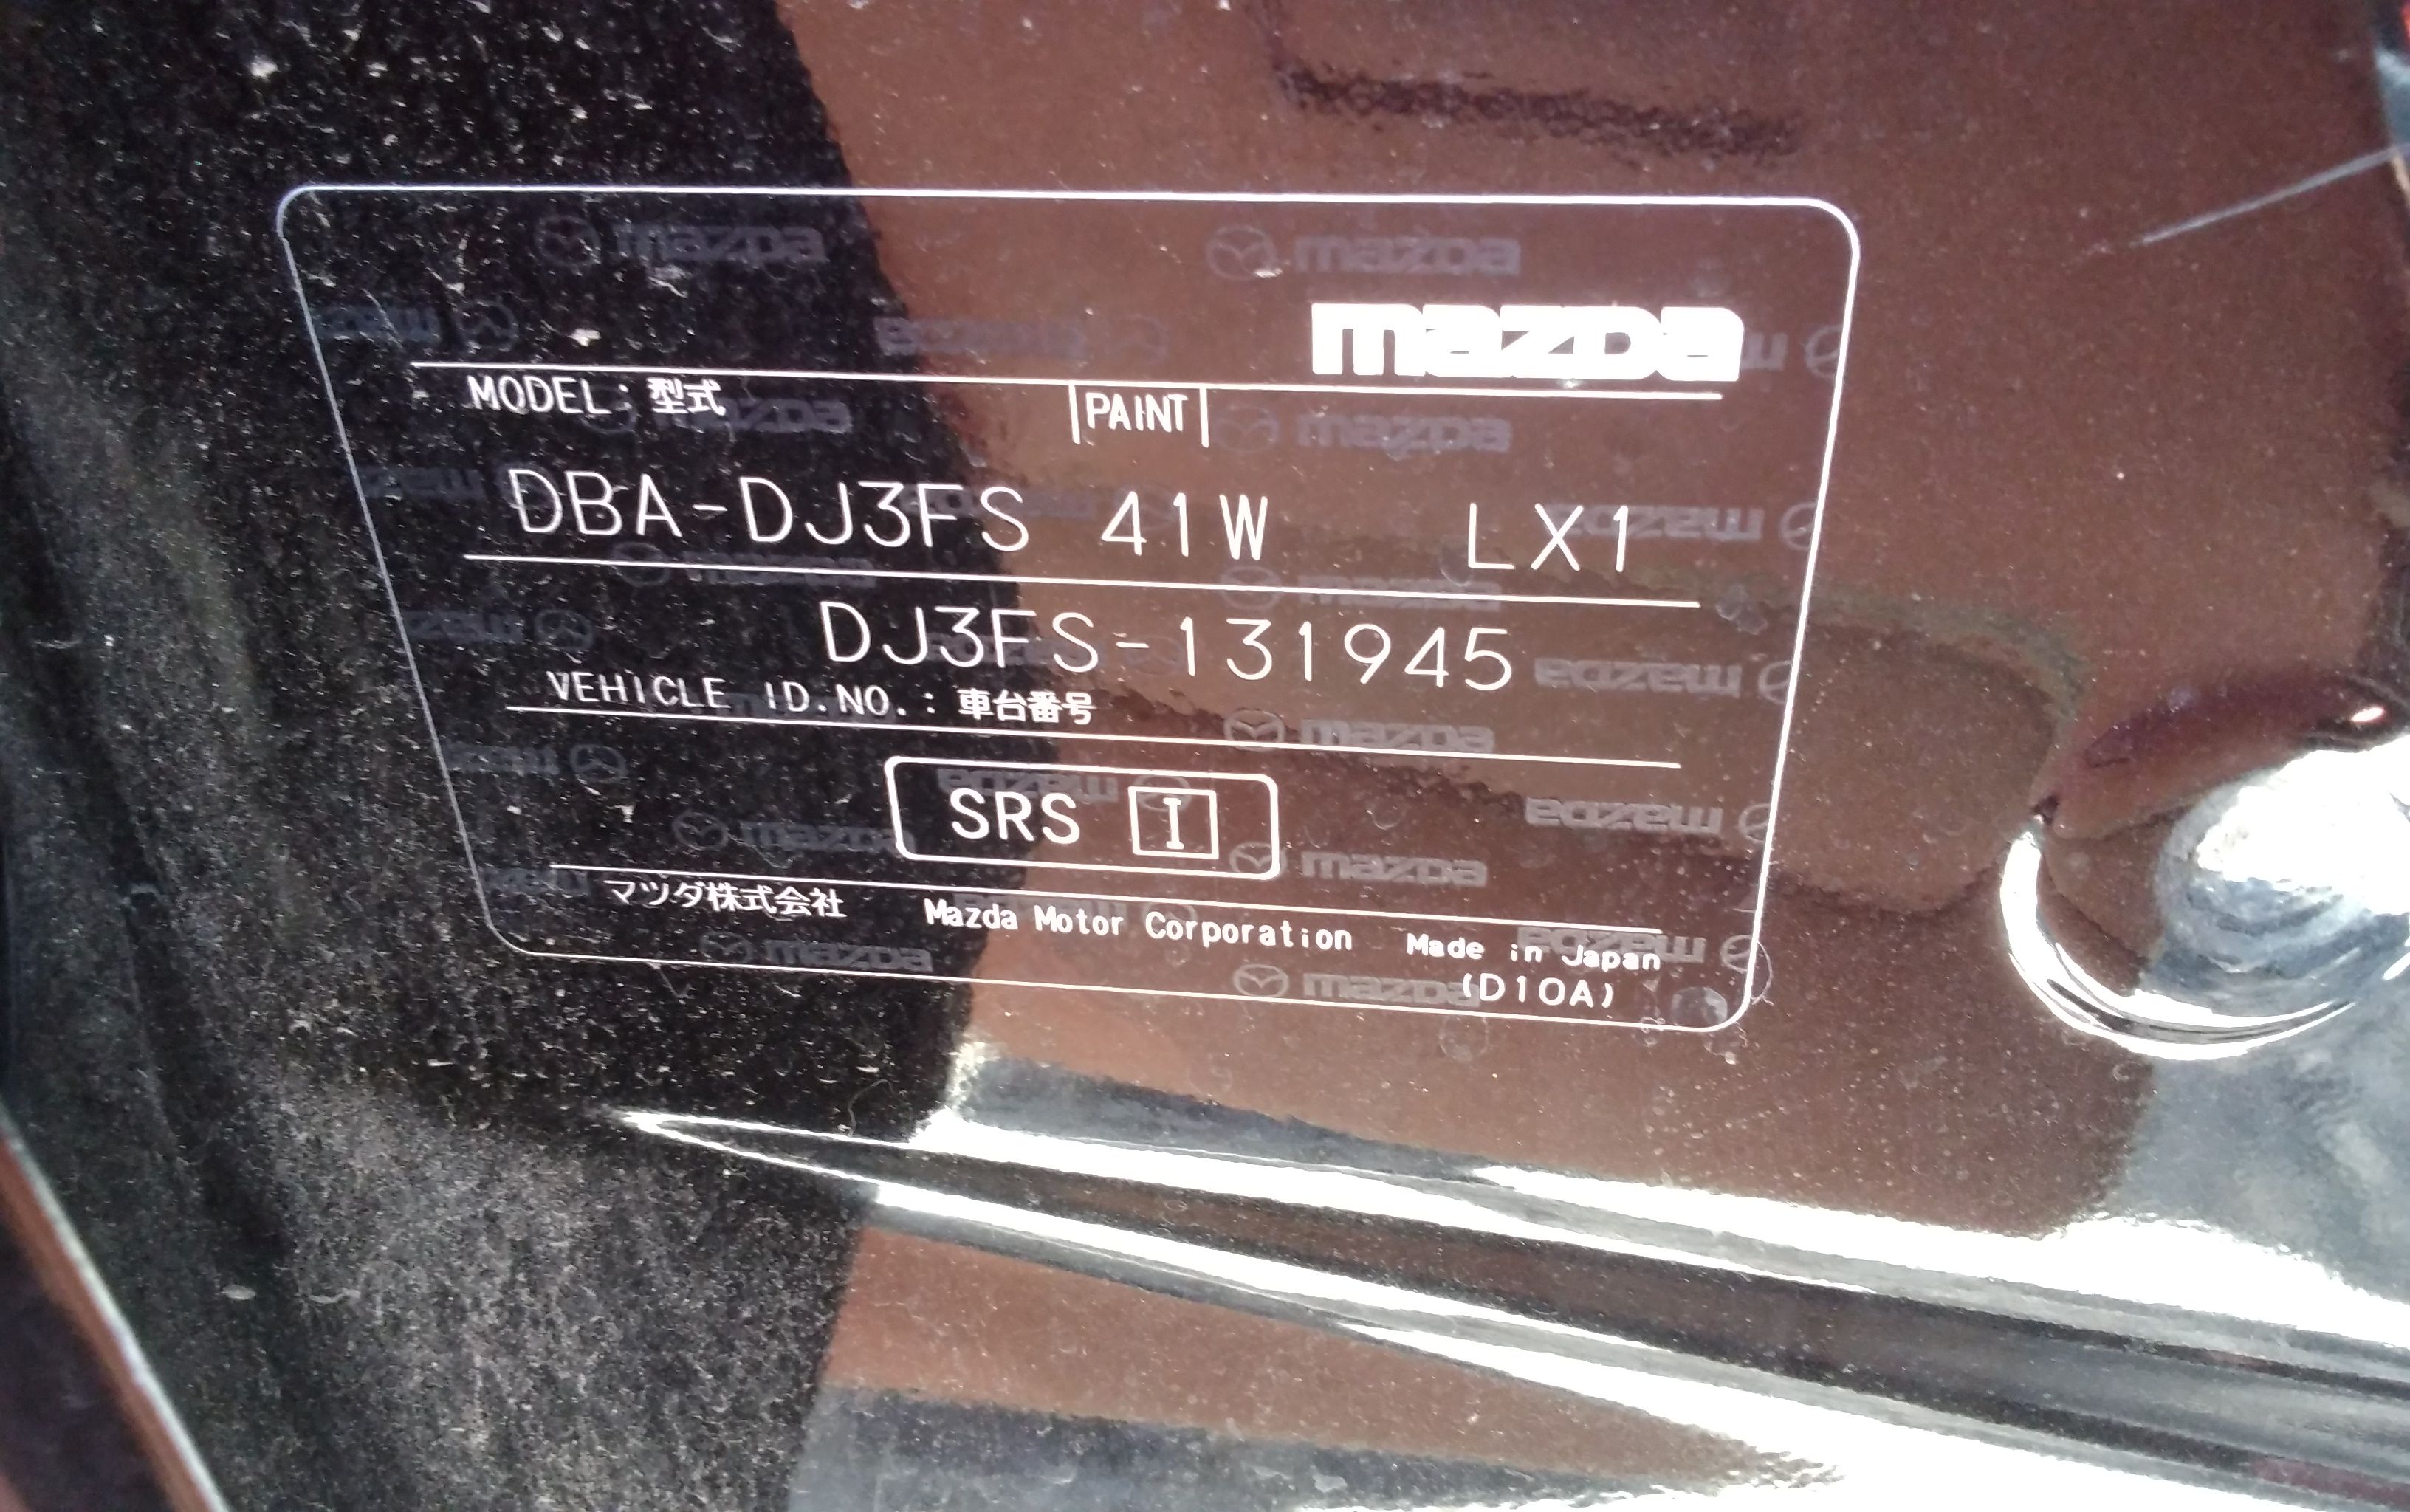 mazda
MODEL: 型式 PAINT
DBA-DJ3FS 41W LX1
DJ3FS-131945
VEHICLE ID.NO.: 車台番号
SRS I
マツダ株式会社 Mazda Motor Corporation Made in Japan
(D10A)